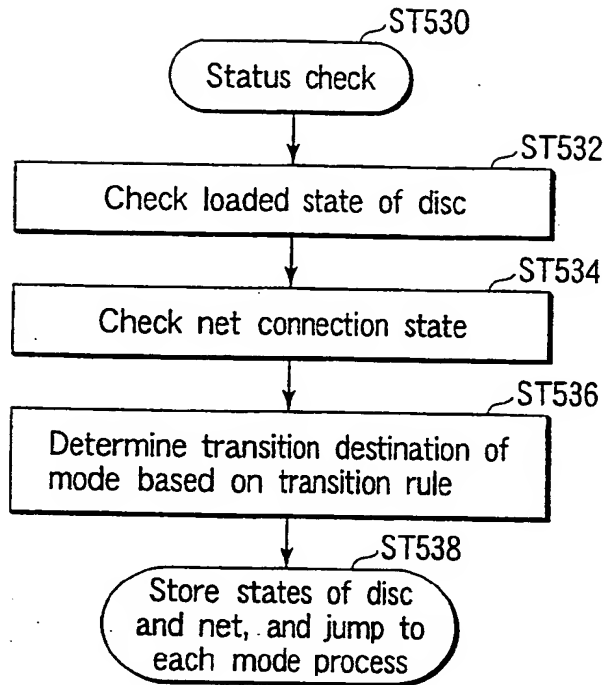 ST530
Status check
ST532
Check loaded state of disc
ST534
Check net connection state
ST536
Determine transition destination of
mode based on transition rule
ST538
Store states of disc
and net, and jump to
each mode process